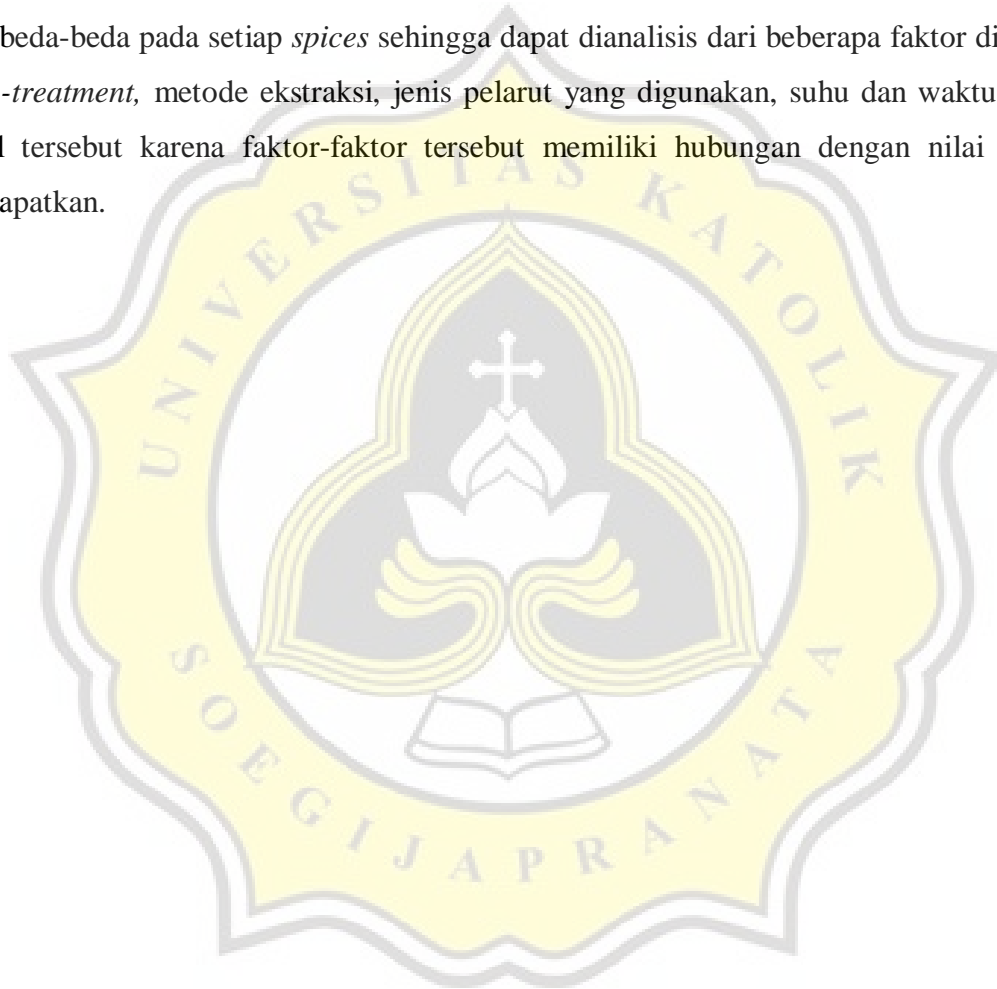 beda-beda pada setiap spices sehingga dapat dianalisis dari beberapa faktor di
-treatment, metode ekstraksi, jenis pelarut yang digunakan, suhu dan waktu
tersebut karena faktor-faktor tersebut memiliki hubungan dengan nilai
apatkan.
UNIVERSITAS KATOLIK
SOEGIJAPRANATA